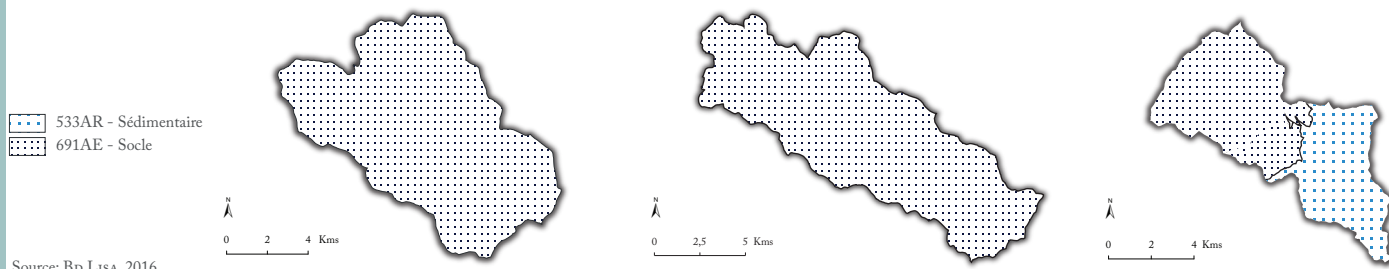 533AR - Sédimentaire
691AE - Socle
N
0 2 4 Kms
N
0 2,5 5 Kms
N
0 2 4 Kms
Source: BD LISA, 2016